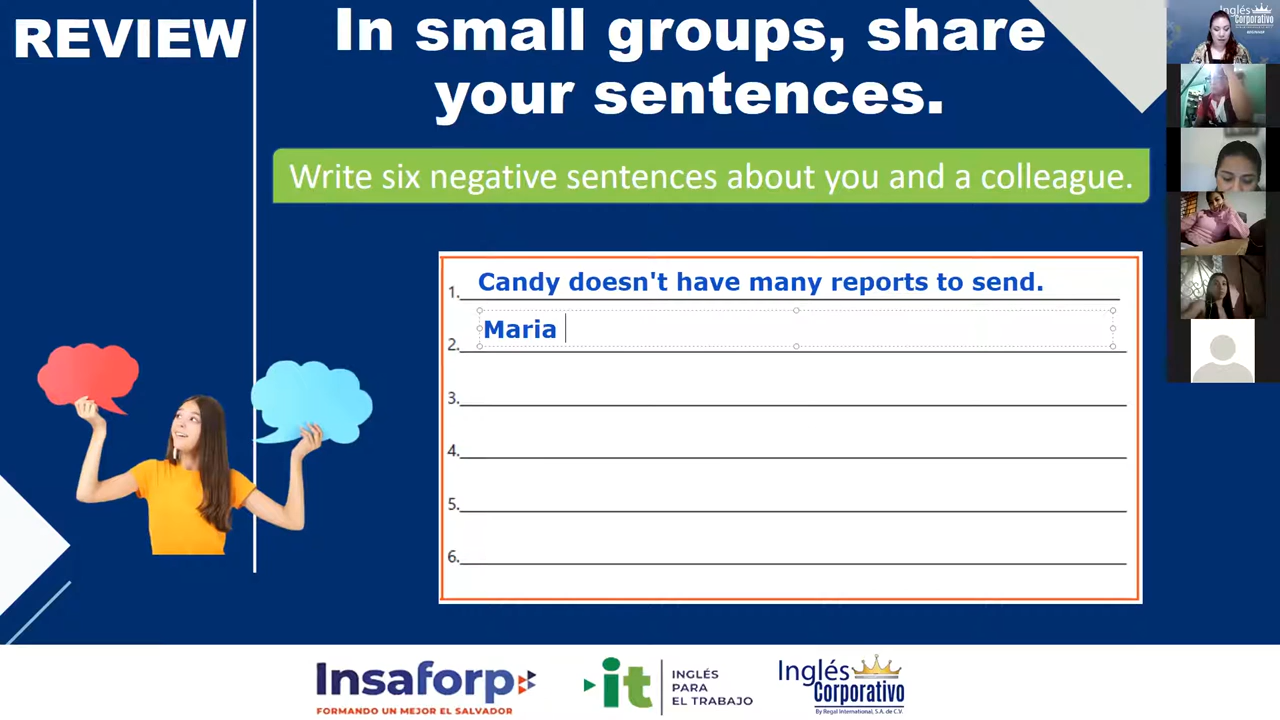 REVIEW
In small groups, share
your sentences.
Write six negative sentences about you and a colleague.
1. Candy doesn't have many reports to send.
2. Maria
3.
4.
5.
6.
Insaforp
FORMANDO UN MEJOR EL SALVADOR
it
INGLÉS
PARA
EL TRABAJO
Inglés
Corporativo
By Regal International, S.A. de C.V.
Inglés
Corporativo